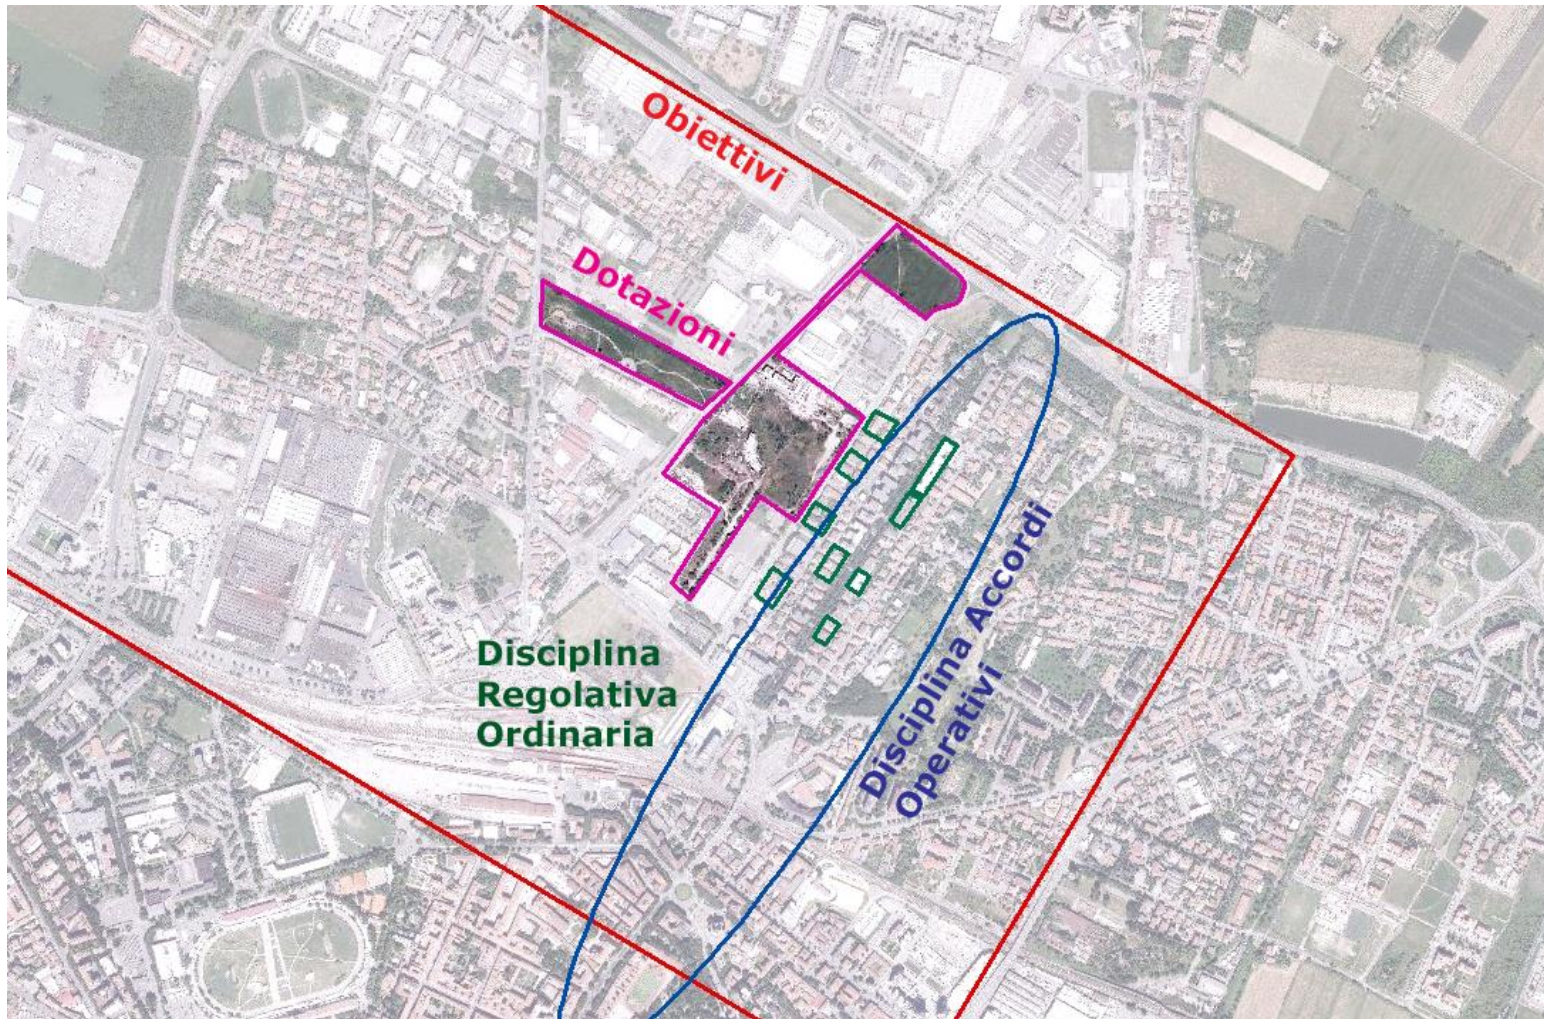 Obiettivi
Dotazioni
Disciplina
Regolativa
Ordinaria
Disciplina Accordi
Operativi